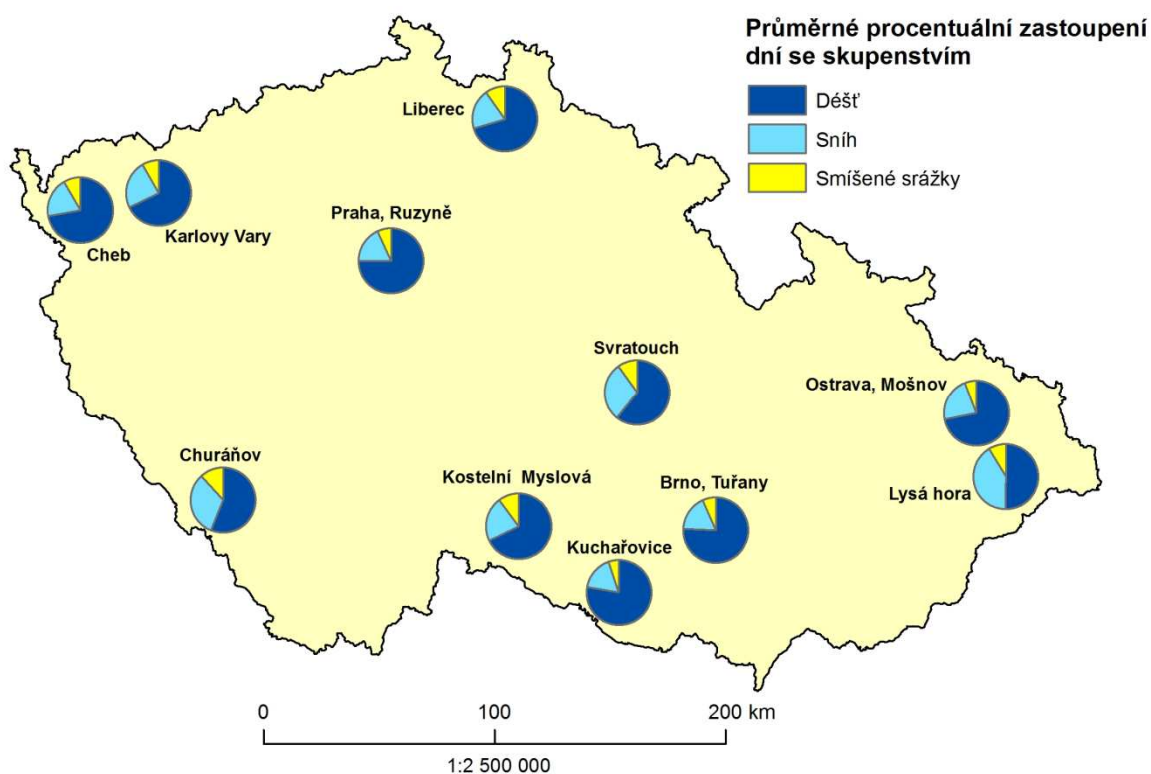 Průměrné procentuální zastoupení
dní se skupenstvím
Déšť
Sníh
Smíšené srážky
Liberec
Karlovy Vary
Cheb
Praha, Ruzyně
Svratouch
Ostrava, Mošnov
Lysá hora
Churáňov
Kostelní  Myslová
Brno, Tuřany
Kuchařovice
0 100 200 km
1:2 500 000